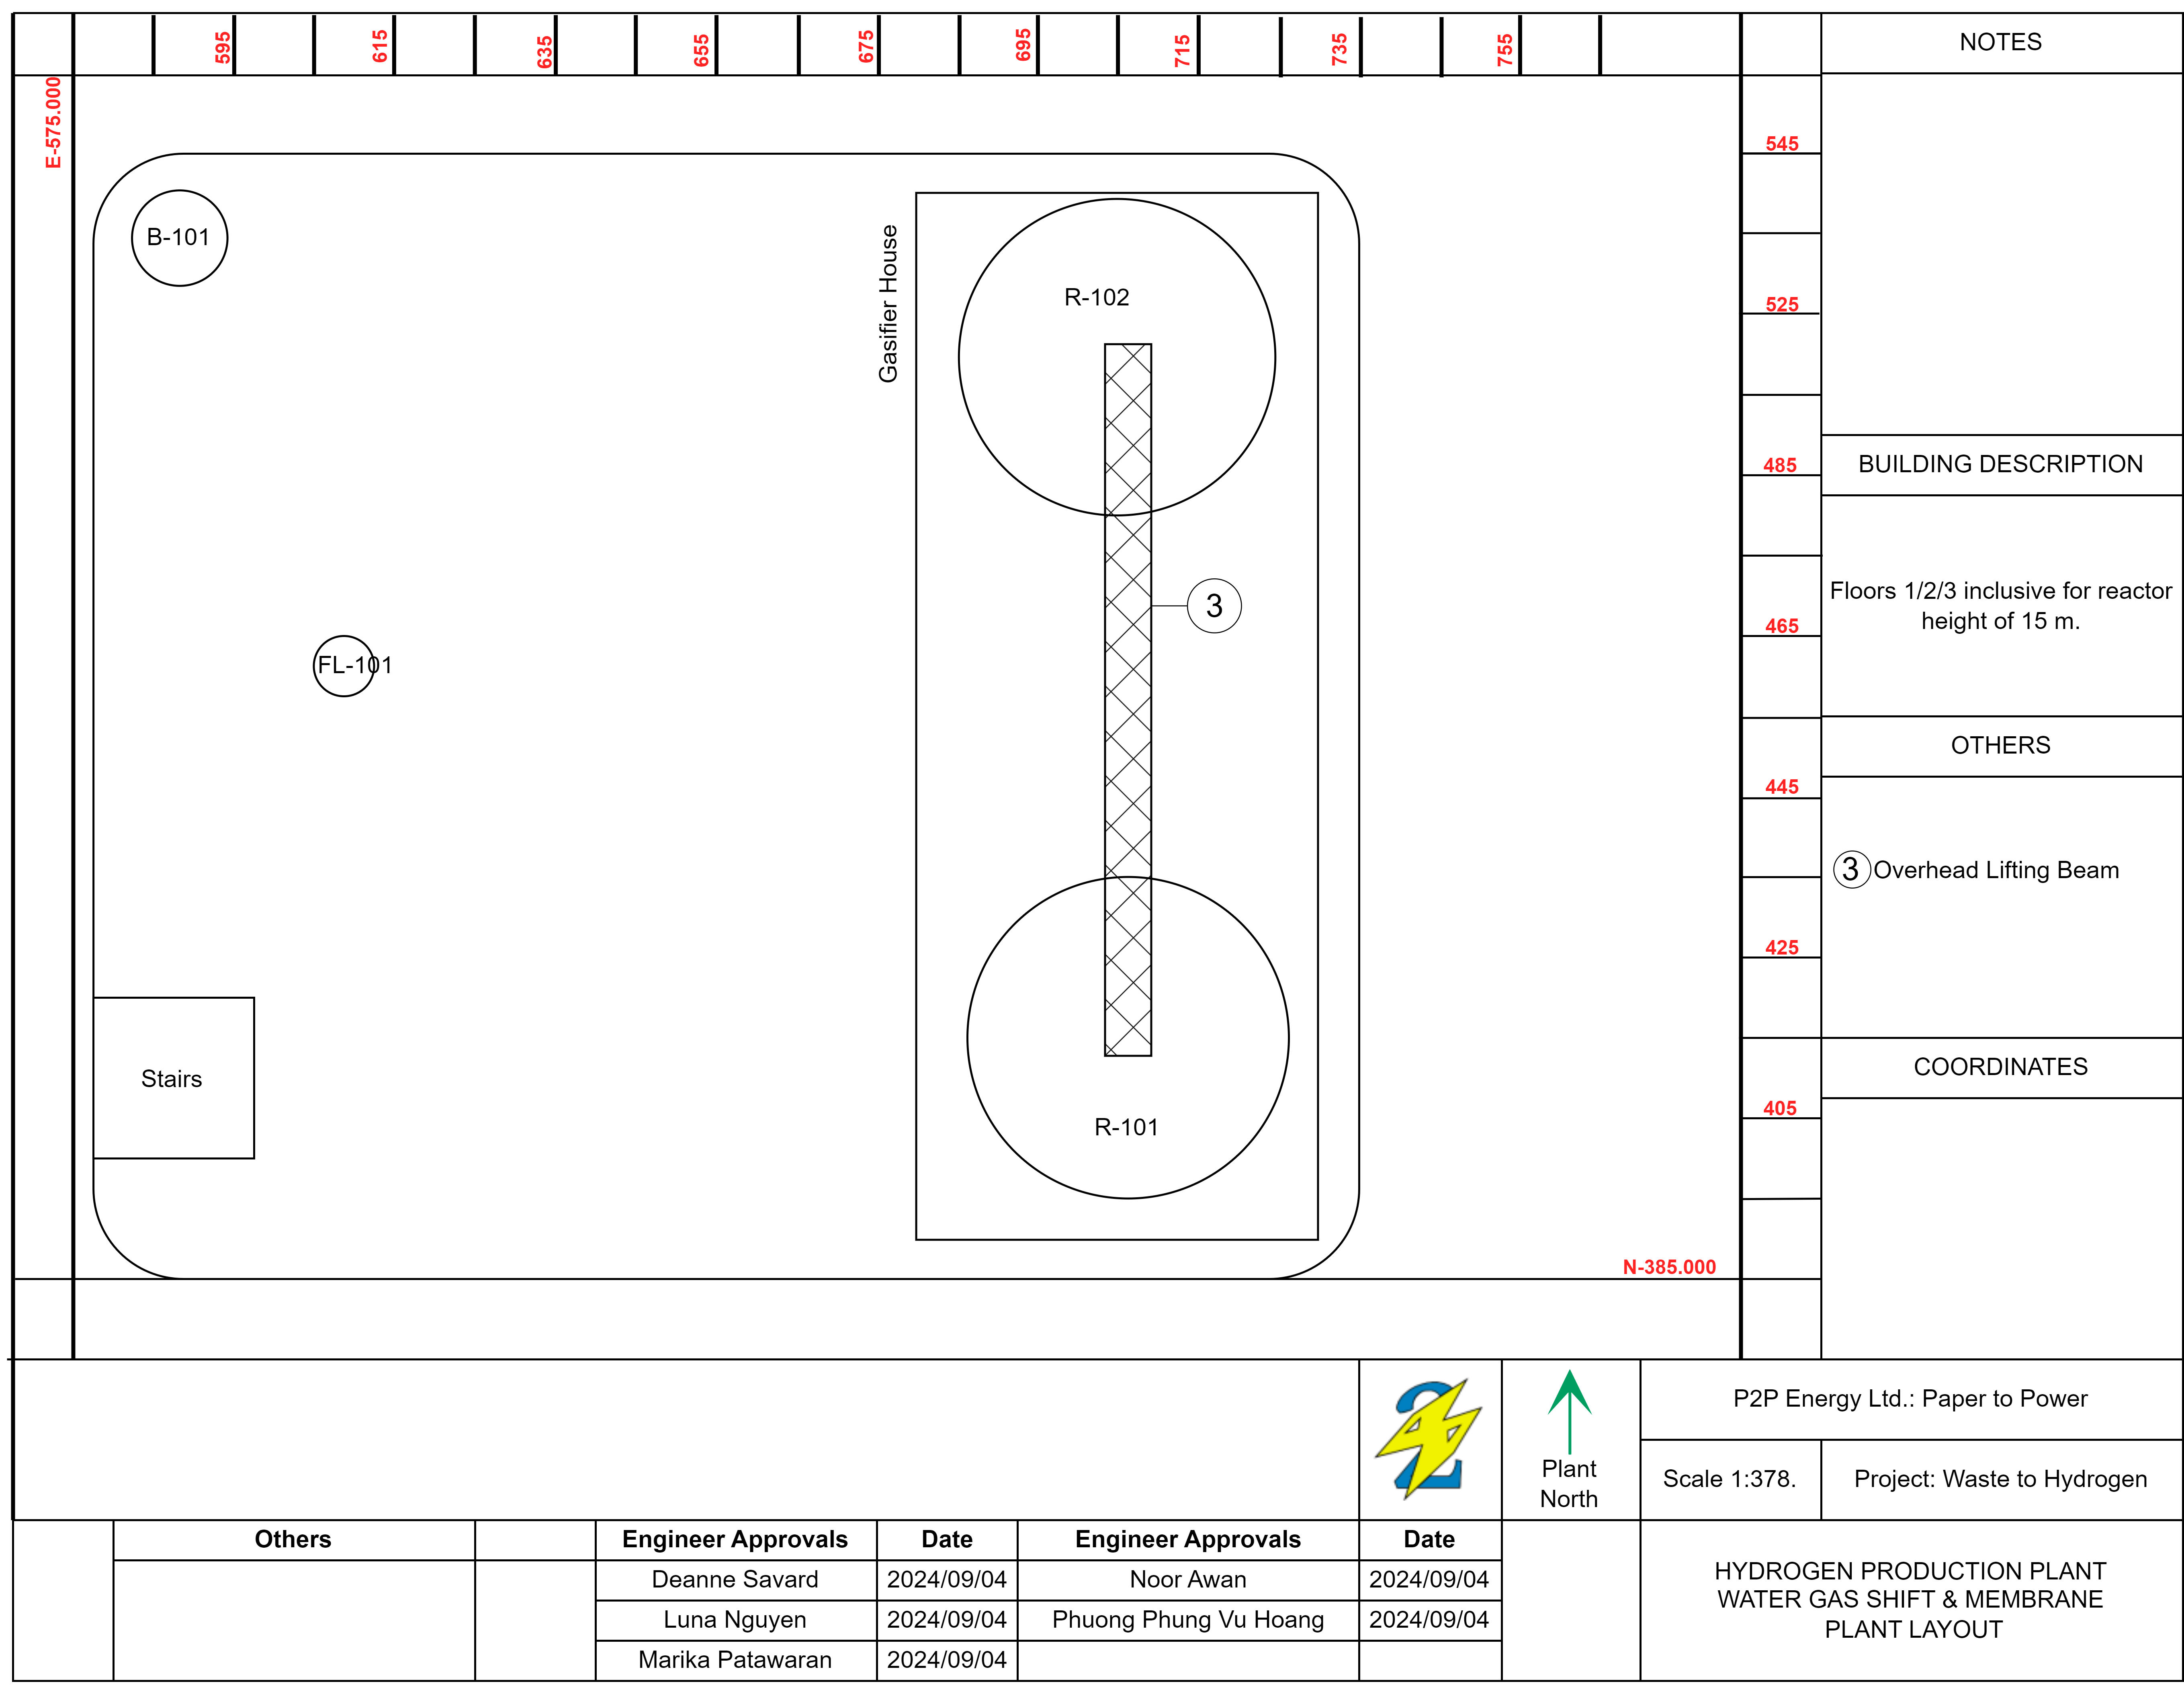 595
615
635
655
675
695
715
735
755
NOTES
E-575.000
545
B-101
Gasifier House
R-102
525
485
BUILDING DESCRIPTION
Floors 1/2/3 inclusive for reactor
height of 15 m.
3
465
FL-101
OTHERS
445
3 Overhead Lifting Beam
425
COORDINATES
Stairs
405
R-101
N-385.000
2
Plant
North
P2P Energy Ltd.: Paper to Power
Scale 1:378.
Project: Waste to Hydrogen
Others
Engineer Approvals
Date
Engineer Approvals
Date
Deanne Savard
2024/09/04
Noor Awan
2024/09/04
Luna Nguyen
2024/09/04
Phuong Phung Vu Hoang
2024/09/04
Marika Patawaran
2024/09/04
HYDROGEN PRODUCTION PLANT
WATER GAS SHIFT & MEMBRANE
PLANT LAYOUT